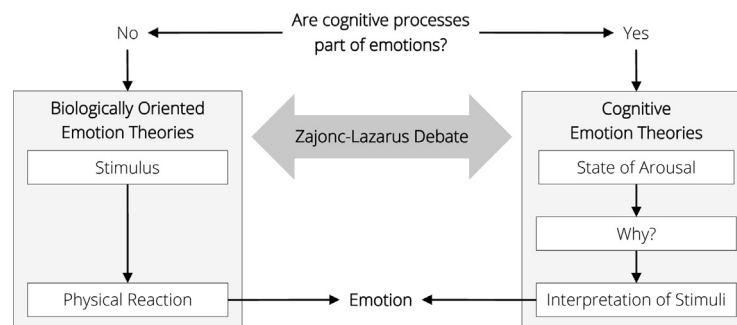 Are cognitive processes
part of emotions?
No
Yes
Biologically Oriented
Emotion Theories
Stimulus
Physical Reaction
Zajonc-Lazarus Debate
Emotion
Cognitive
Emotion Theories
State of Arousal
Why?
Interpretation of Stimuli